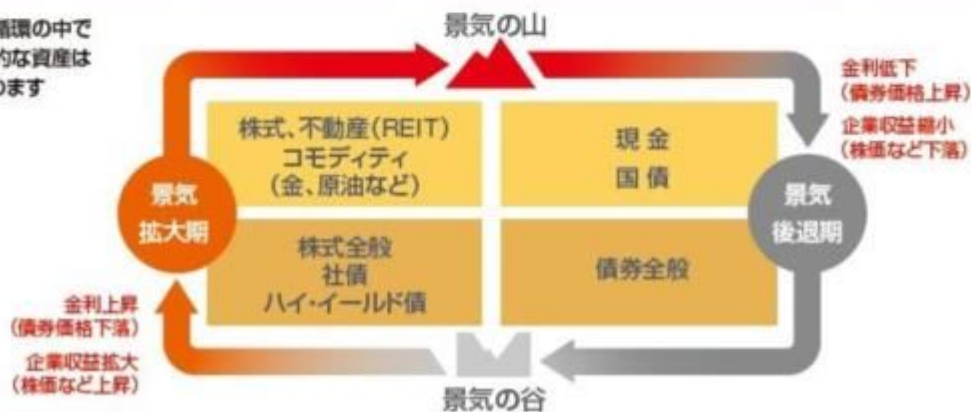 循環の中で
的な資産は
ります
景気の山
金利低下
(債券価格上昇)
企業収益縮小
(株価など下落)
株式、不動産(REIT)
コモディティ
(金、原油など)
現金
国債
景気
拡大期
景気
後退期
株式全般
社債
ハイ・イールド債
債券全般
金利上昇
(債券価格下落)
企業収益拡大
(株価など上昇)
景気の谷